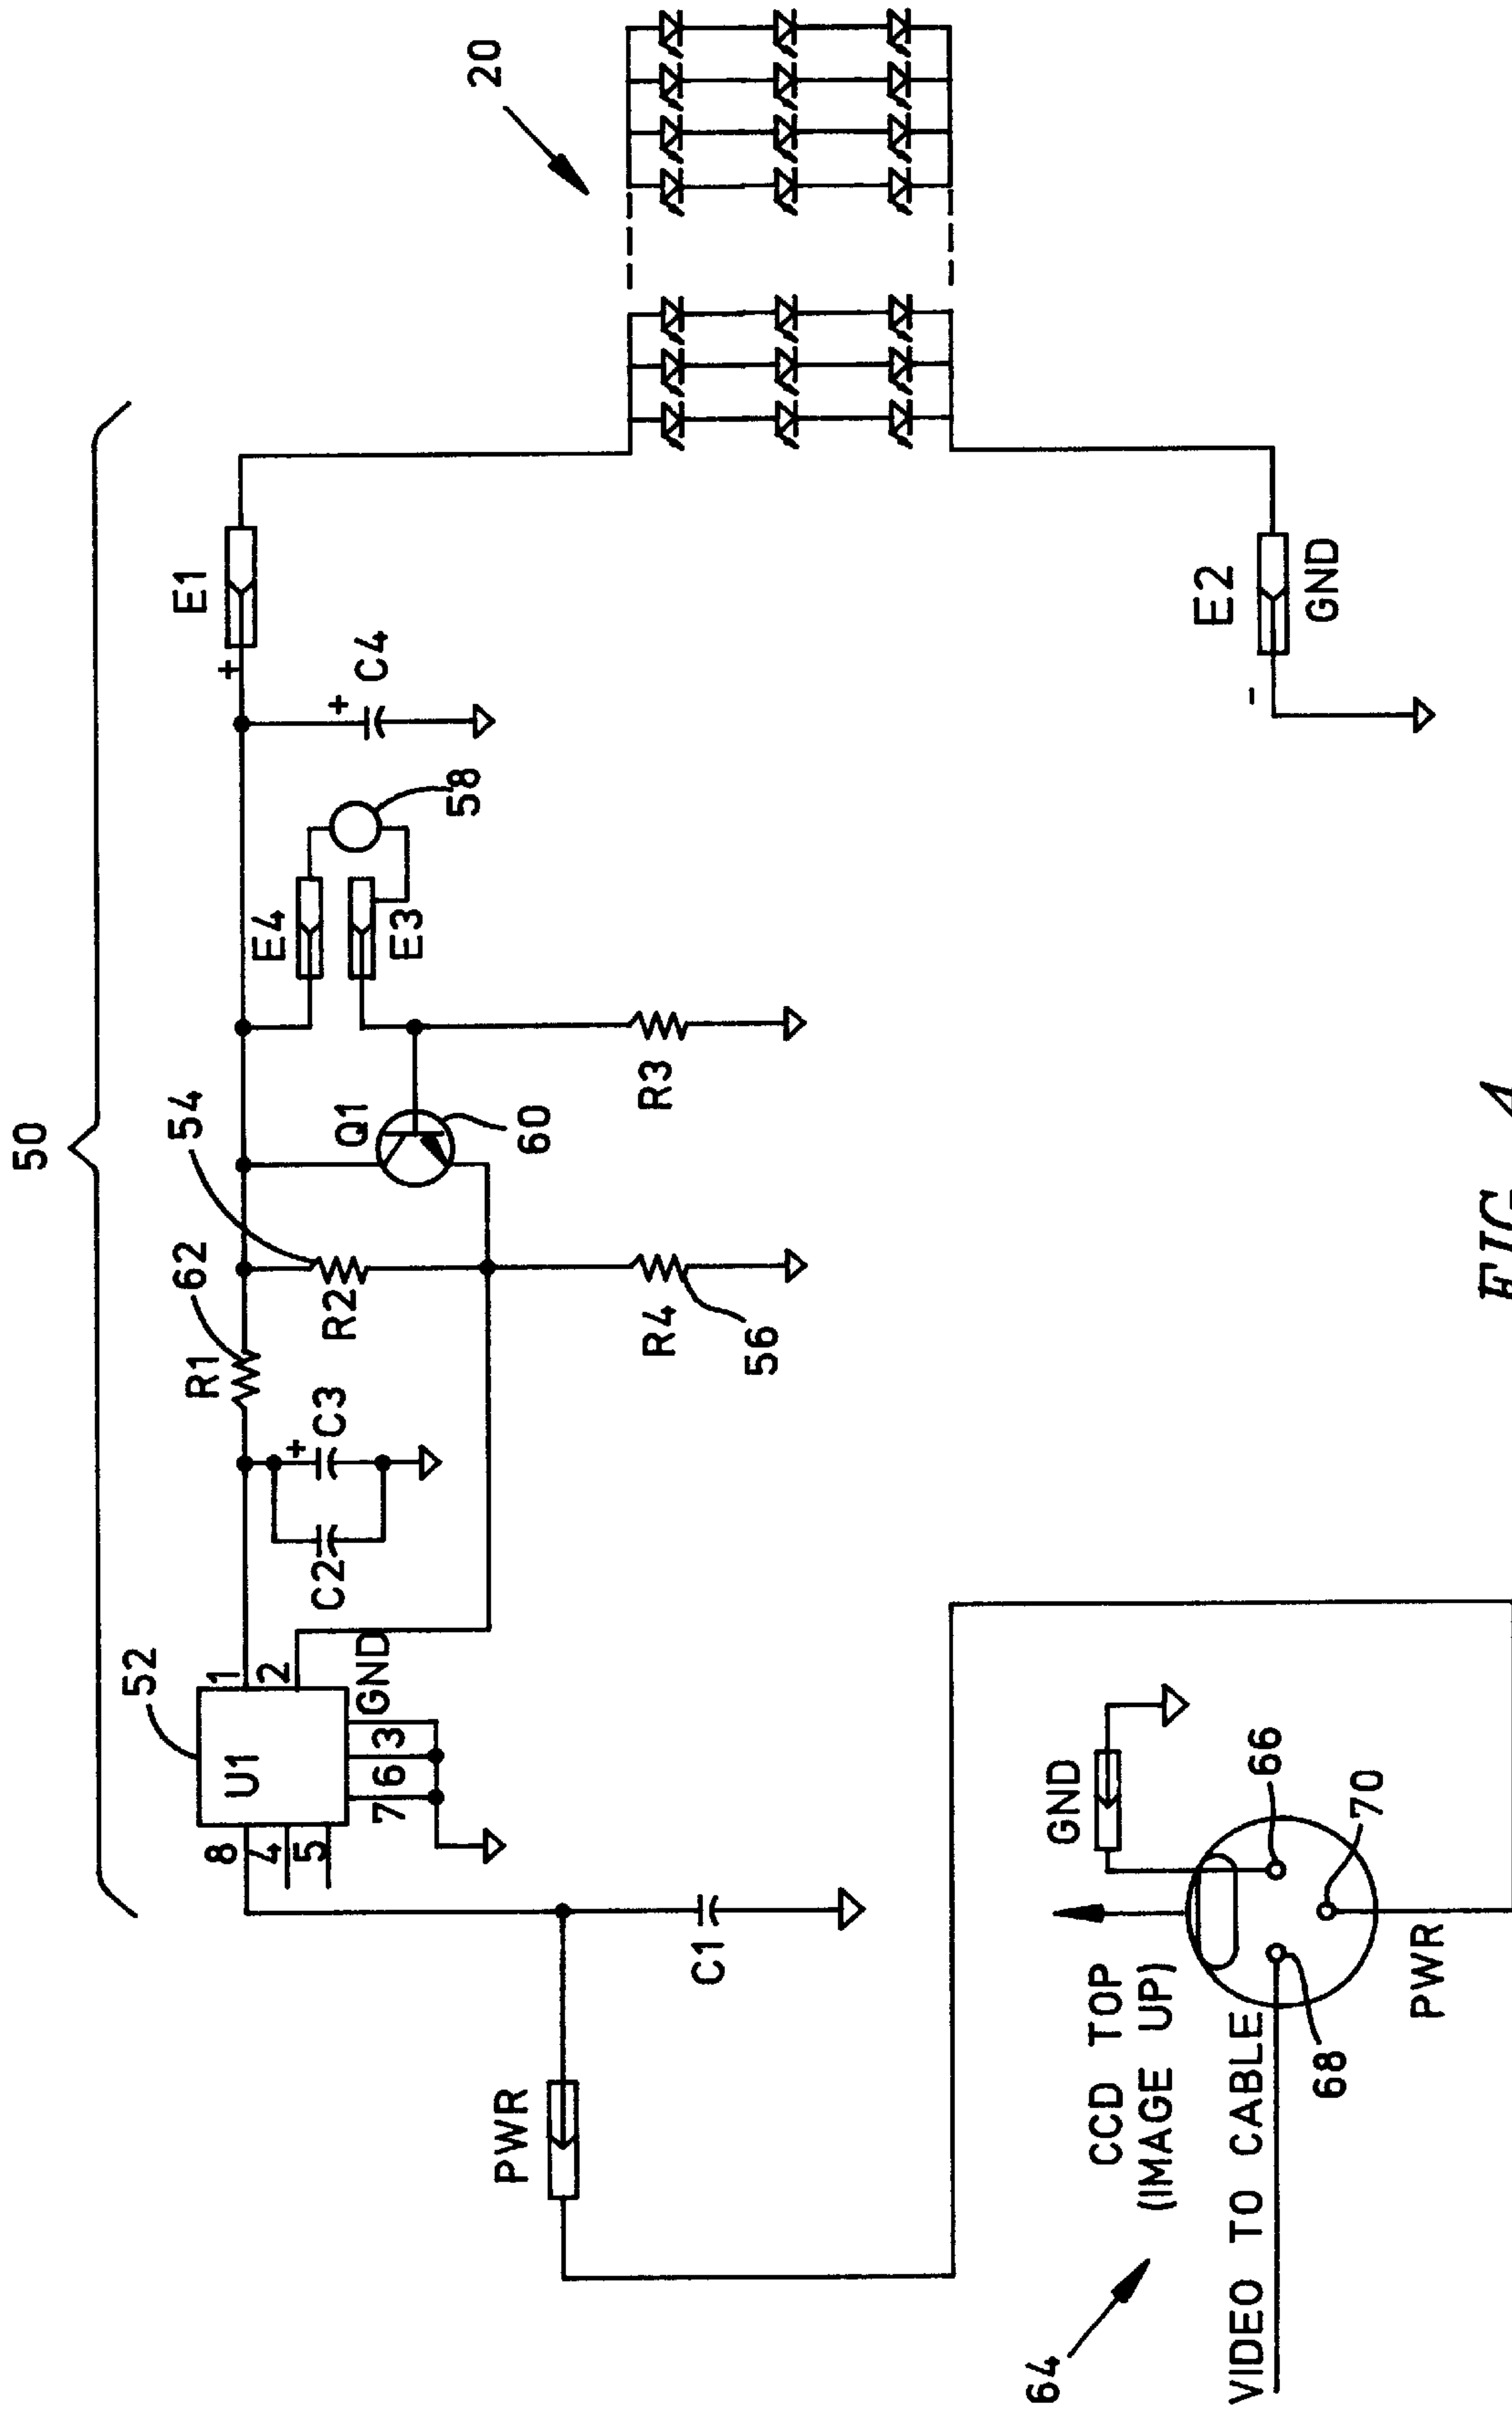 50
52
U1
1
2
GND
3
6
7
8
4
5
C2
C3
+
R1
62
54
R2
R4
56
Q1
60
R3
E4
E3
58
+
C4
+
E1
20
E2
GND
-
PWR
C1
64
CCD TOP
(IMAGE UP)
VIDEO TO CABLE
GND
66
68
70
PWR